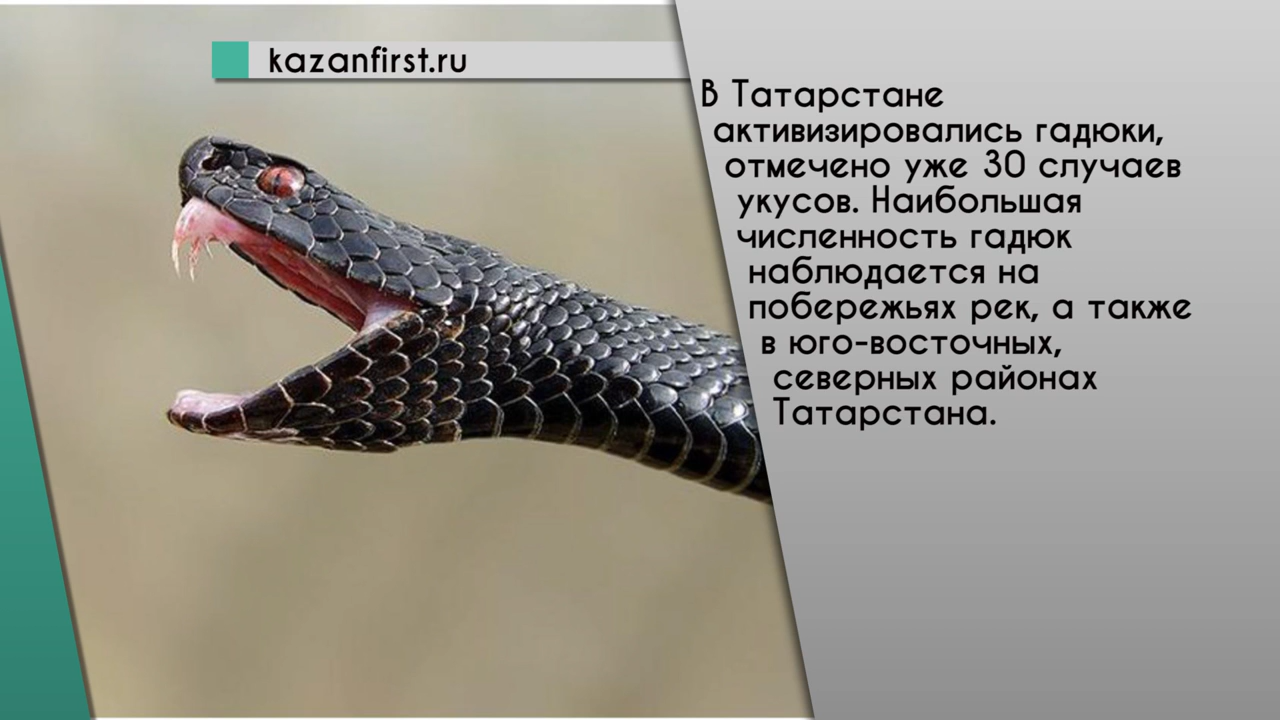 kazanfirst.ru
В Татарстане
активизировались гадюки,
отмечено уже 30 случаев
укусов. Наибольшая
численность гадюк
наблюдается на
побережьях рек, а также
в юго-восточных,
северных районах
Татарстана.